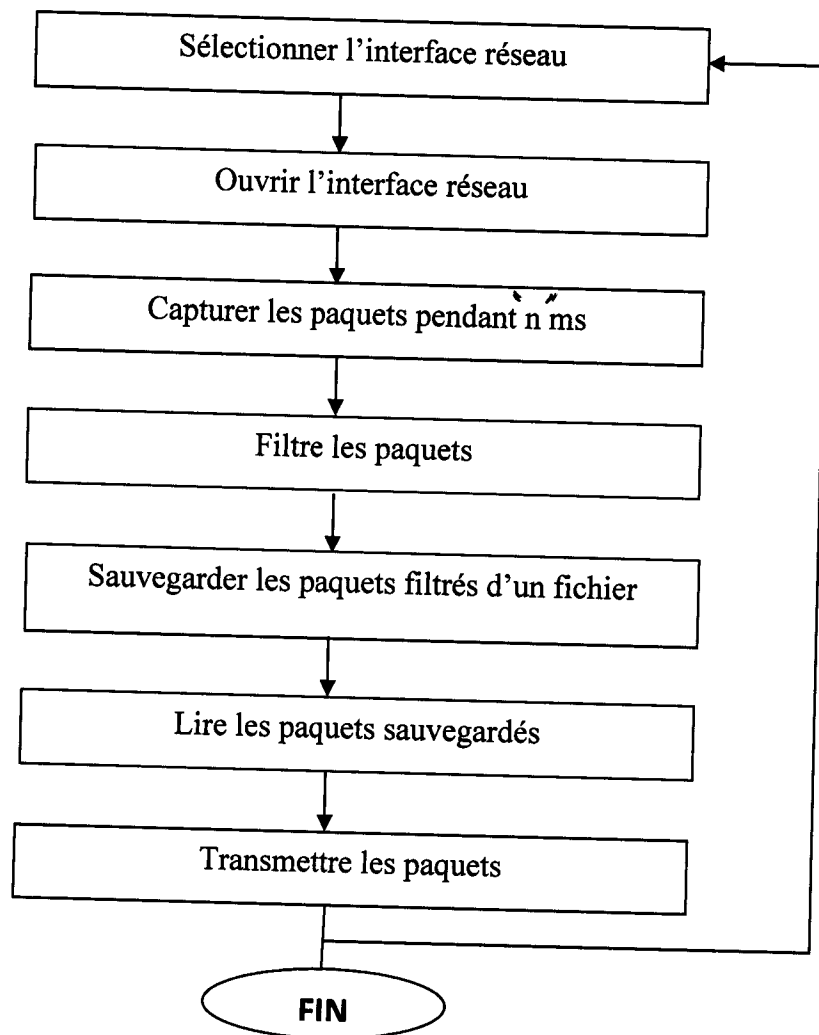 Sélectionner l’interface réseau
Ouvrir l’interface réseau
Capturer les paquets pendant n ms
Filtre les paquets
Sauvegarder les paquets filtrés d’un fichier
Lire les paquets sauvegardés
Transmettre les paquets
FIN